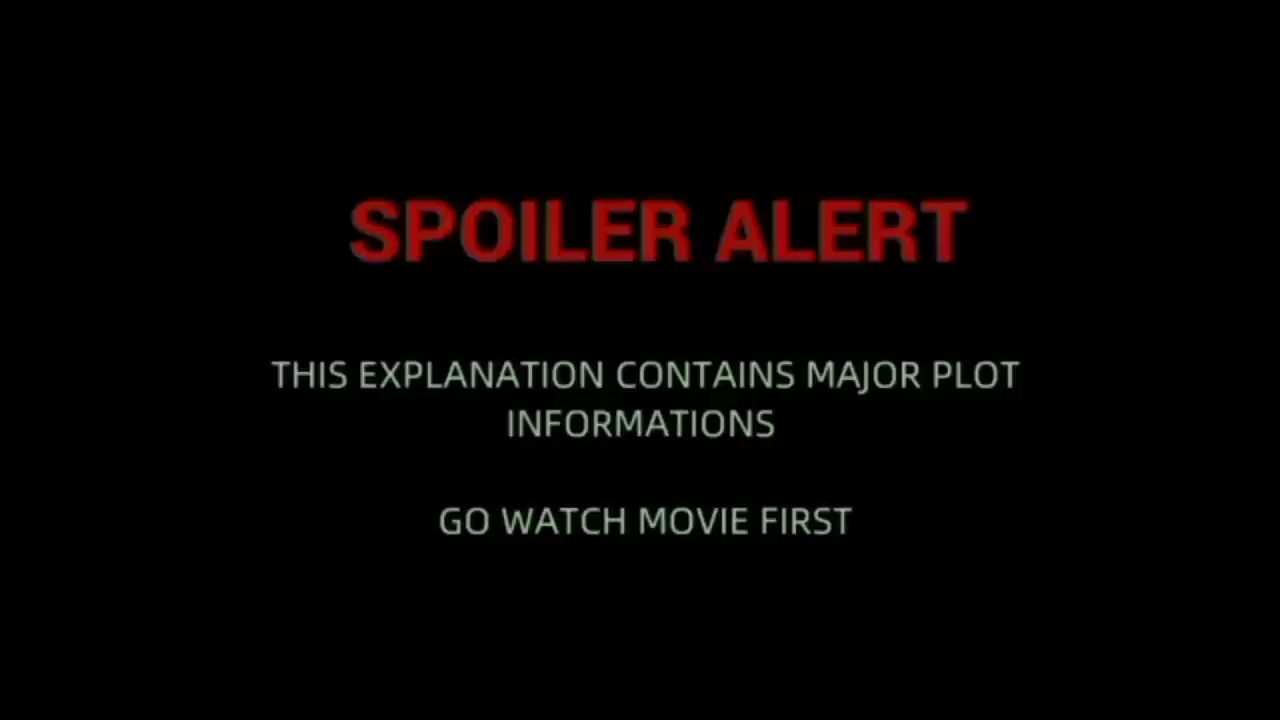 SPOILER ALERT
THIS EXPLANATION CONTAINS MAJOR PLOT
INFORMATIONS
GO WATCH MOVIE FIRST